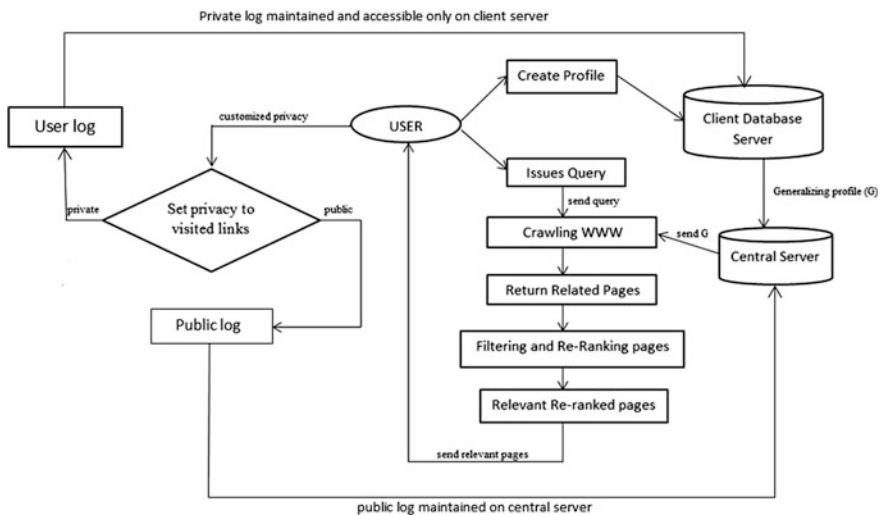 Private log maintained and accessible only on client server
Create Profile
User log
customized privacy
USER
Client Database
Server
Issues Query
Set privacy to
visited links
private
public
send query
Generalizing profile (G)
Crawling WWW
send G
Central Server
Return Related Pages
Public log
Filtering and Re-Ranking pages
Relevant Re-ranked pages
send relevant pages
public log maintained on central server